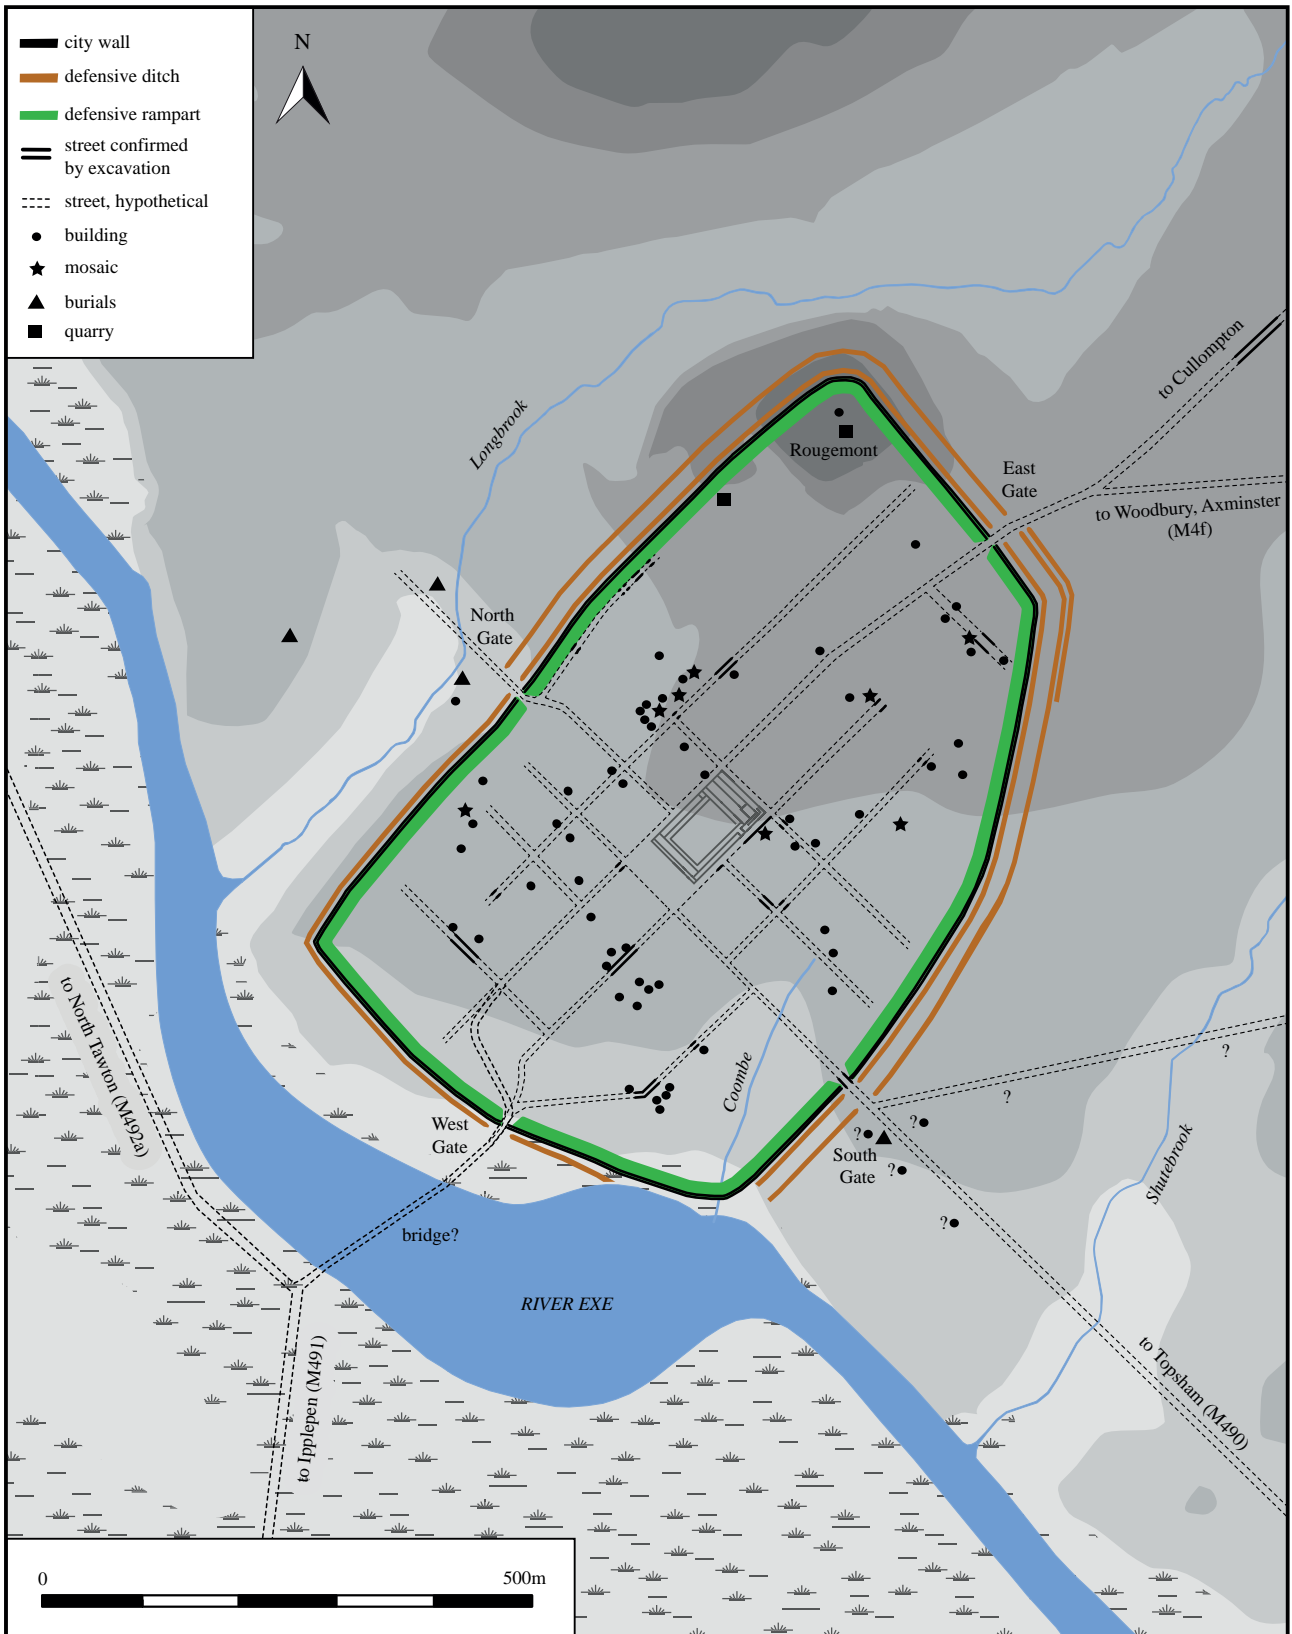 city wall
defensive ditch
defensive rampart
street confirmed
by excavation
street, hypothetical
building
mosaic
burials
quarry
N
Longbrook
Rougemont
East
Gate
to Cullompton
to Woodbury, Axminster
(M4f)
North
Gate
to North Tawton (M492a)
West
Gate
Coombe
South
Gate
?
?
?
?
?
?
Shutebrook
bridge?
RIVER EXE
to Ipplepen (M491)
to Topsham (M490)
0
500m